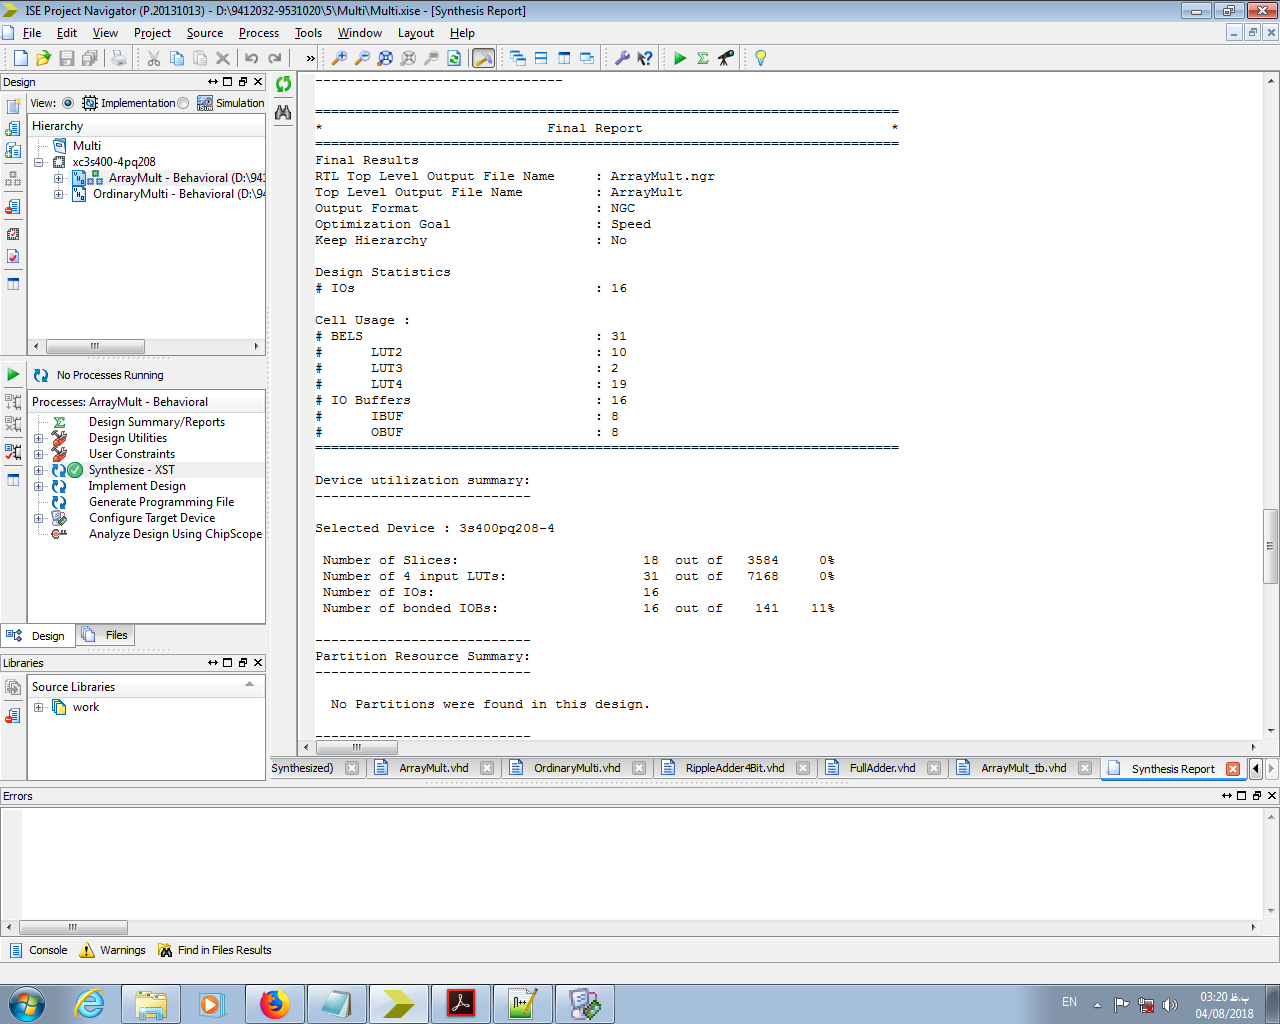 ISE Project Navigator (P.20131013) - D:\9412032-9531020\5\Multi\Multi.xise - [Synthesis Report]
File Edit View Project Source Process Tools Window Layout Help
»
Design
View: Implementation Simulation
Hierarchy
Multi
xc3s400-4pq208
ArrayMult - Behavioral (D:\941
OrdinaryMulti - Behavioral (D:\94
No Processes Running
Processes: ArrayMult - Behavioral
Design Summary/Reports
Design Utilities
User Constraints
Synthesize - XST
Implement Design
Generate Programming File
Configure Target Device
Analyze Design Using ChipScope
Design Files
Libraries
Source Libraries
work
-------------------------------
=========================================================================
* Final Report *
=========================================================================
Final Results
RTL Top Level Output File Name : ArrayMult.ngr
Top Level Output File Name : ArrayMult
Output Format : NGC
Optimization Goal : Speed
Keep Hierarchy : No
Design Statistics
# IOs : 16
Cell Usage :
# BELS : 31
# LUT2 : 10
# LUT3 : 2
# LUT4 : 19
# IO Buffers : 16
# IBUF : 8
# OBUF : 8
=========================================================================
Device utilization summary:
---------------------------
Selected Device : 3s400pq208-4
Number of Slices: 18 out of 3584 0%
Number of 4 input LUTs: 31 out of 7168 0%
Number of IOs: 16
Number of bonded IOBs: 16 out of 141 11%
---------------------------
Partition Resource Summary:
---------------------------
No Partitions were found in this design.
---------------------------
Synthesized) ArrayMult.vhd OrdinaryMulti.vhd RippleAdder4Bit.vhd FullAdder.vhd ArrayMult_tb.vhd Synthesis Report
Errors
Console Warnings Find in Files Results
EN
03:20 ب.ظ
04/08/2018